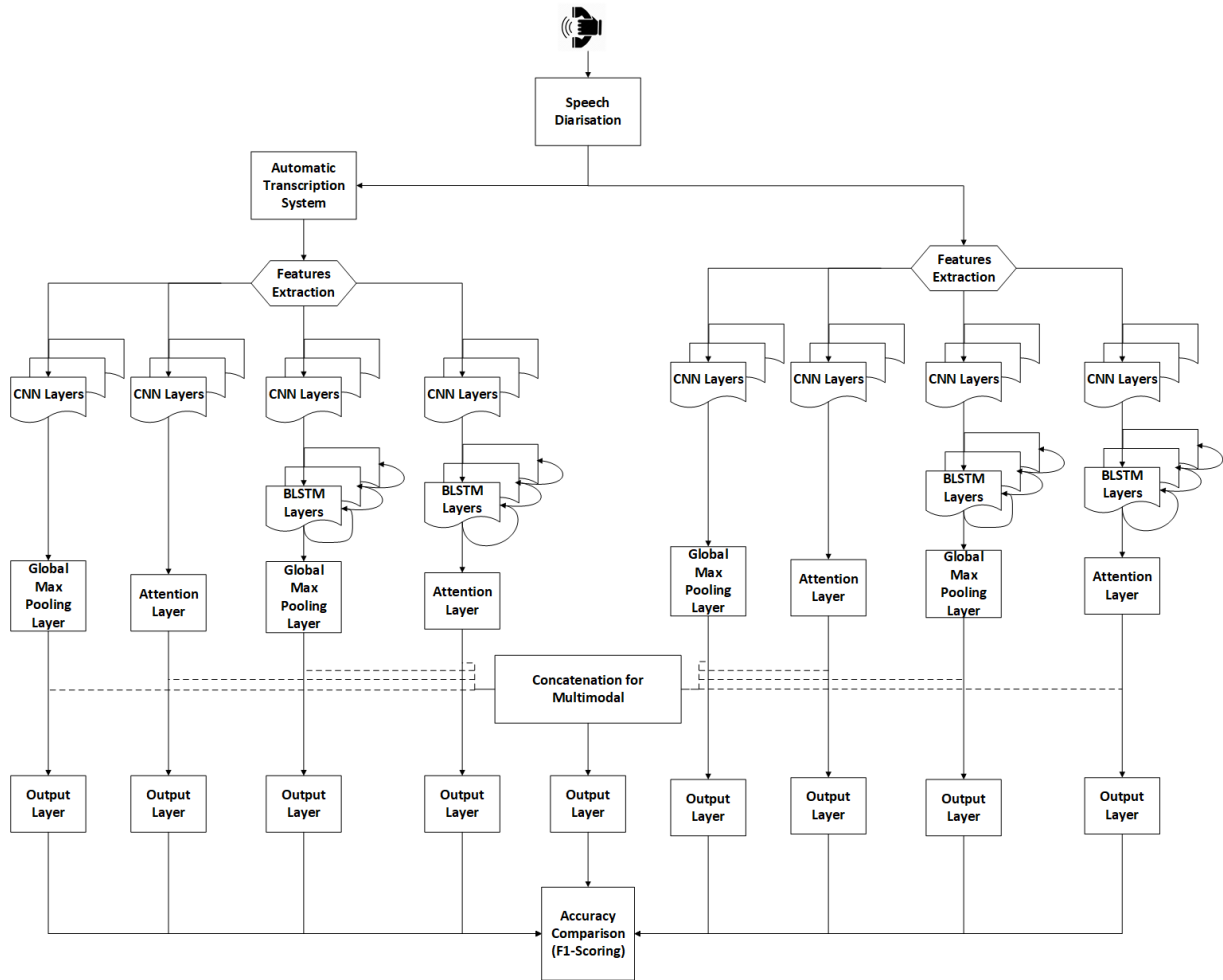 Speech
Diarisation
Automatic
Transcription
System
Features
Extraction
Features
Extraction
CNN Layers
CNN Layers
CNN Layers
CNN Layers
CNN Layers
CNN Layers
CNN Layers
CNN Layers
BLSTM
Layers
BLSTM
Layers
BLSTM
Layers
BLSTM
Layers
Global
Max
Pooling
Layer
Attention
Layer
Global
Max
Pooling
Layer
Attention
Layer
Global
Max
Pooling
Layer
Attention
Layer
Global
Max
Pooling
Layer
Attention
Layer
Concatenation for
Multimodal
Output
Layer
Output
Layer
Output
Layer
Output
Layer
Output
Layer
Output
Layer
Output
Layer
Output
Layer
Output
Layer
Accuracy
Comparison
(F1-Scoring)